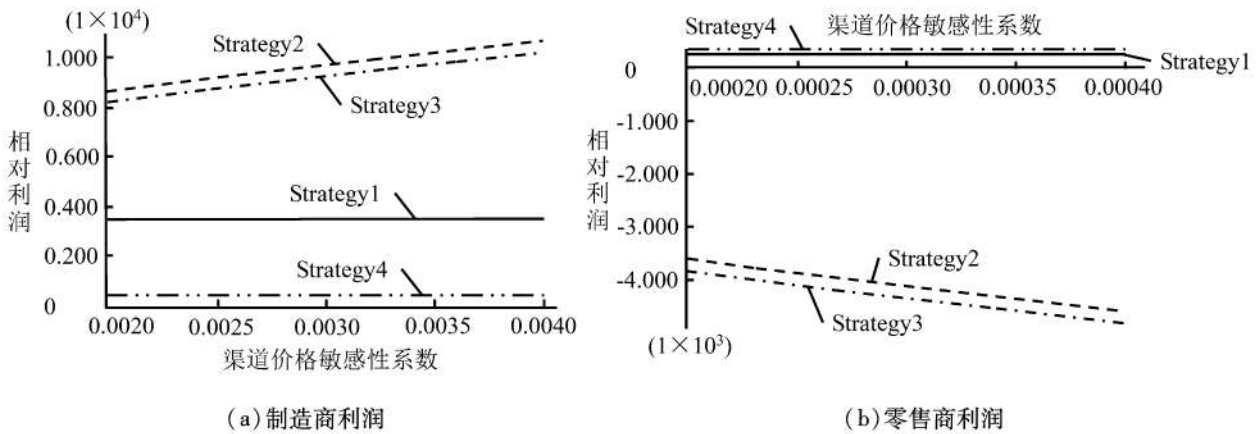 (1×10⁴)
1.000
0.800
0.600
0.400
0.200
0
相对利润
Strategy2
Strategy3
Strategy1
Strategy4
0.0020 0.0025 0.0030 0.0035 0.0040
渠道价格敏感性系数
(a)制造商利润
Strategy4 渠道价格敏感性系数
Strategy1
0
0.00020 0.00025 0.00030 0.00035 0.00040
-1.000
-2.000
-3.000
-4.000
相对利润
Strategy2
Strategy3
(1×10³)
(b)零售商利润